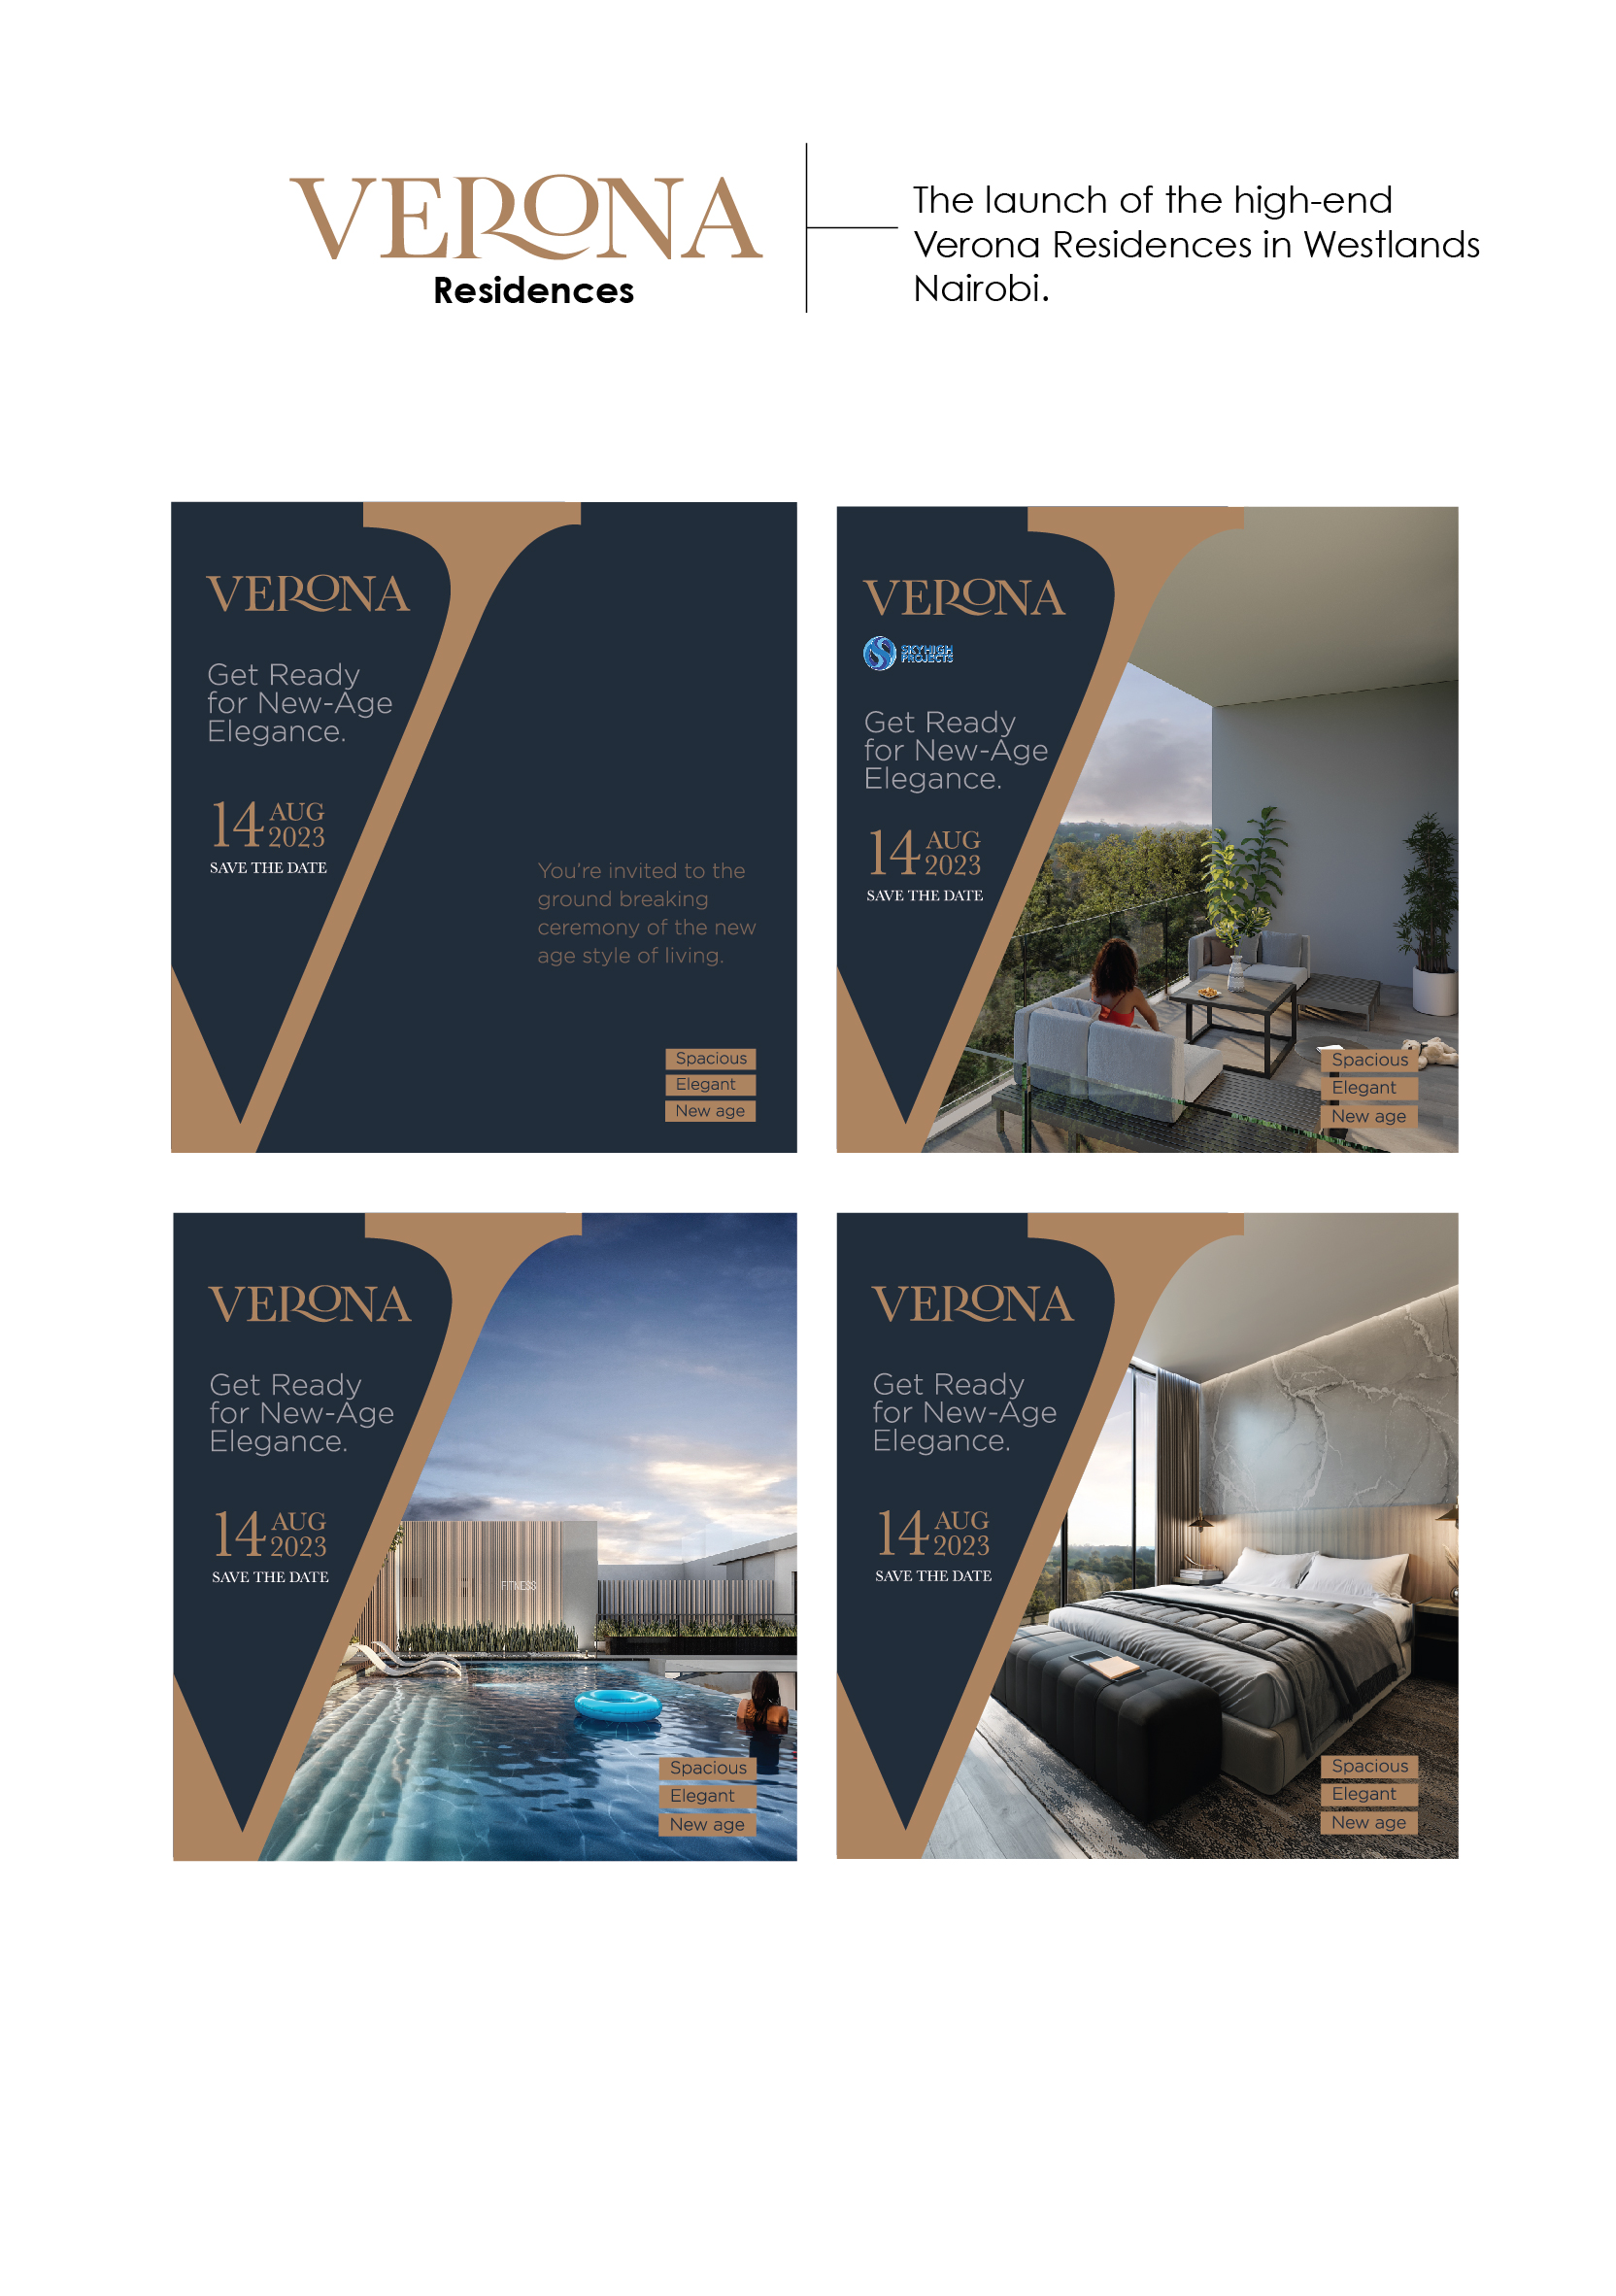 VERONA
Residences
The launch of the high-end
Verona Residences in Westlands
Nairobi.
VERONA
Get Ready
for New-Age
Elegance.
14 AUG
2023
SAVE THE DATE
You're invited to the
ground breaking
ceremony of the new
age style of living.
Spacious
Elegant
New age
VERONA
SKYHIGH
PROJECTS
Get Ready
for New-Age
Elegance.
14 AUG
2023
SAVE THE DATE
Spacious
Elegant
New age
VERONA
Get Ready
for New-Age
Elegance.
14 AUG
2023
SAVE THE DATE
FITNESS
Spacious
Elegant
New age
VERONA
Get Ready
for New-Age
Elegance.
14 AUG
2023
SAVE THE DATE
Spacious
Elegant
New age